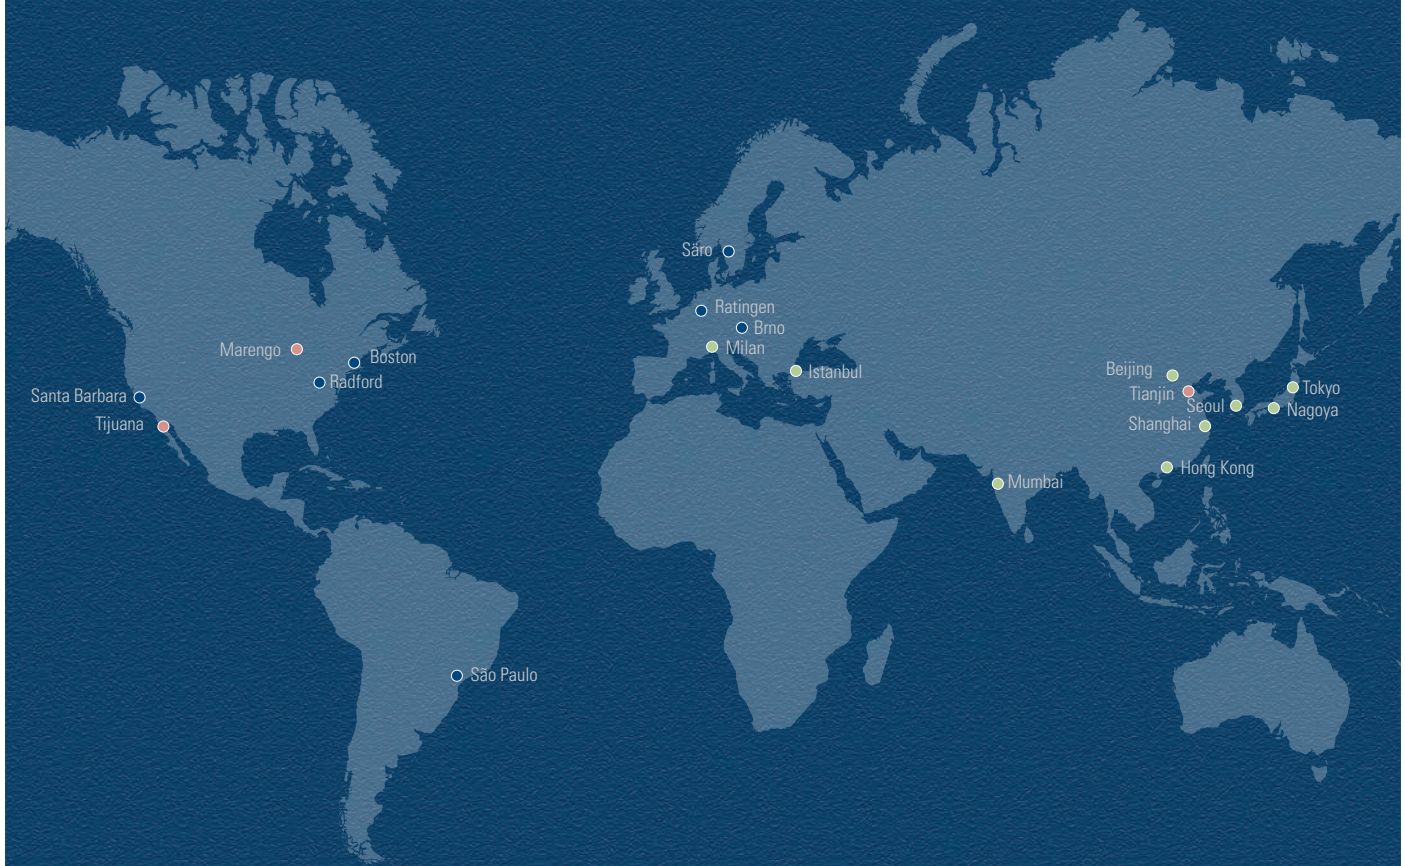 Säro
Ratingen
Brno
Milan
Istanbul
Marengo
Boston
Radford
Santa Barbara
Tijuana
Beijing
Tianjin
Seoul
Tokyo
Nagoya
Shanghai
Hong Kong
Mumbai
São Paulo